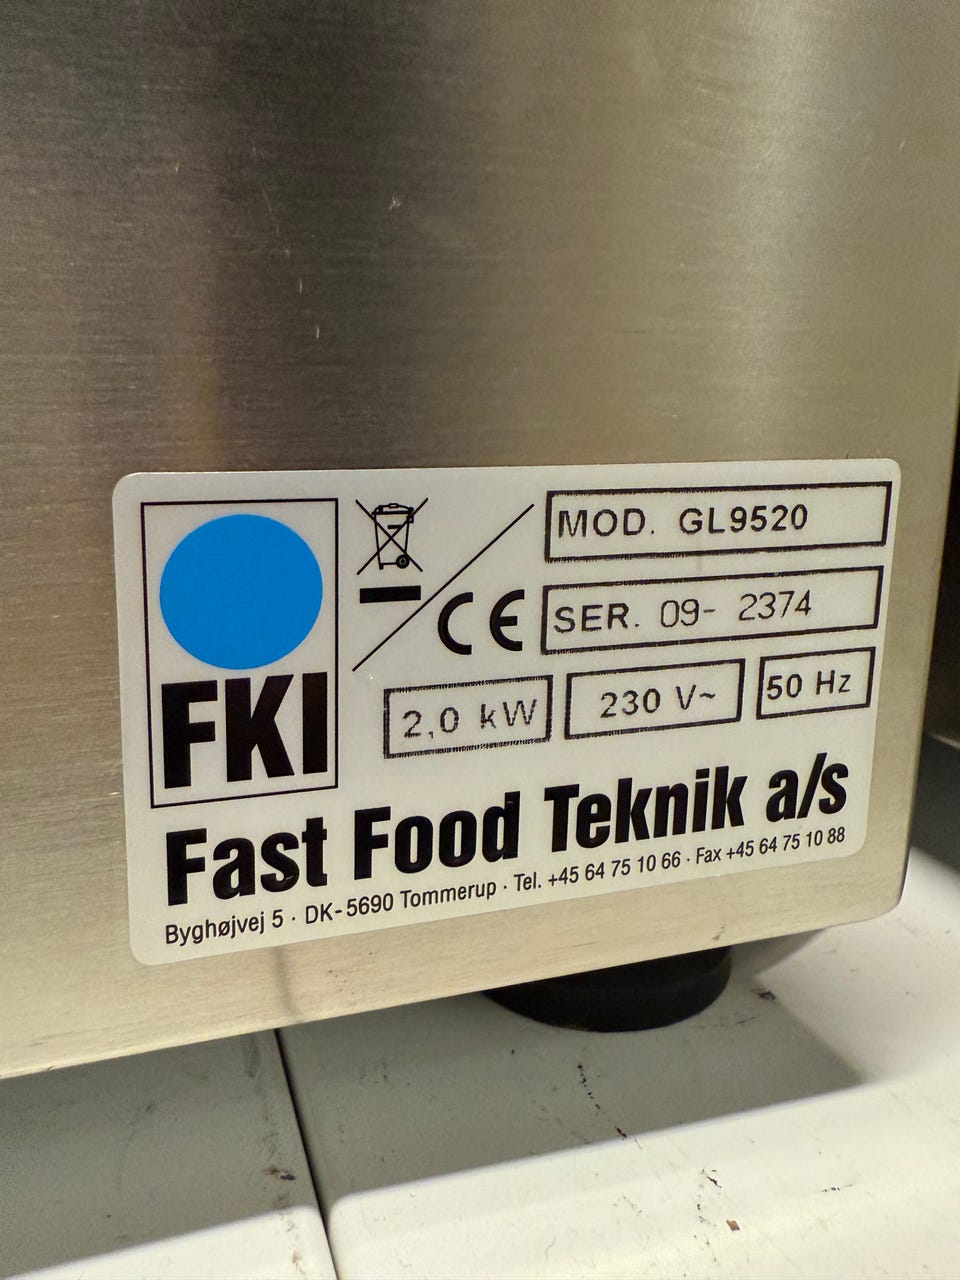 FKI
CE
MOD. GL9520
SER. 09- 2374
2,0 kW
230 V~
50 Hz
Fast Food Teknik a/s
Byghøjvej 5 · DK-5690 Tommerup · Tel. +45 64 75 10 66 · Fax +45 64 75 10 88